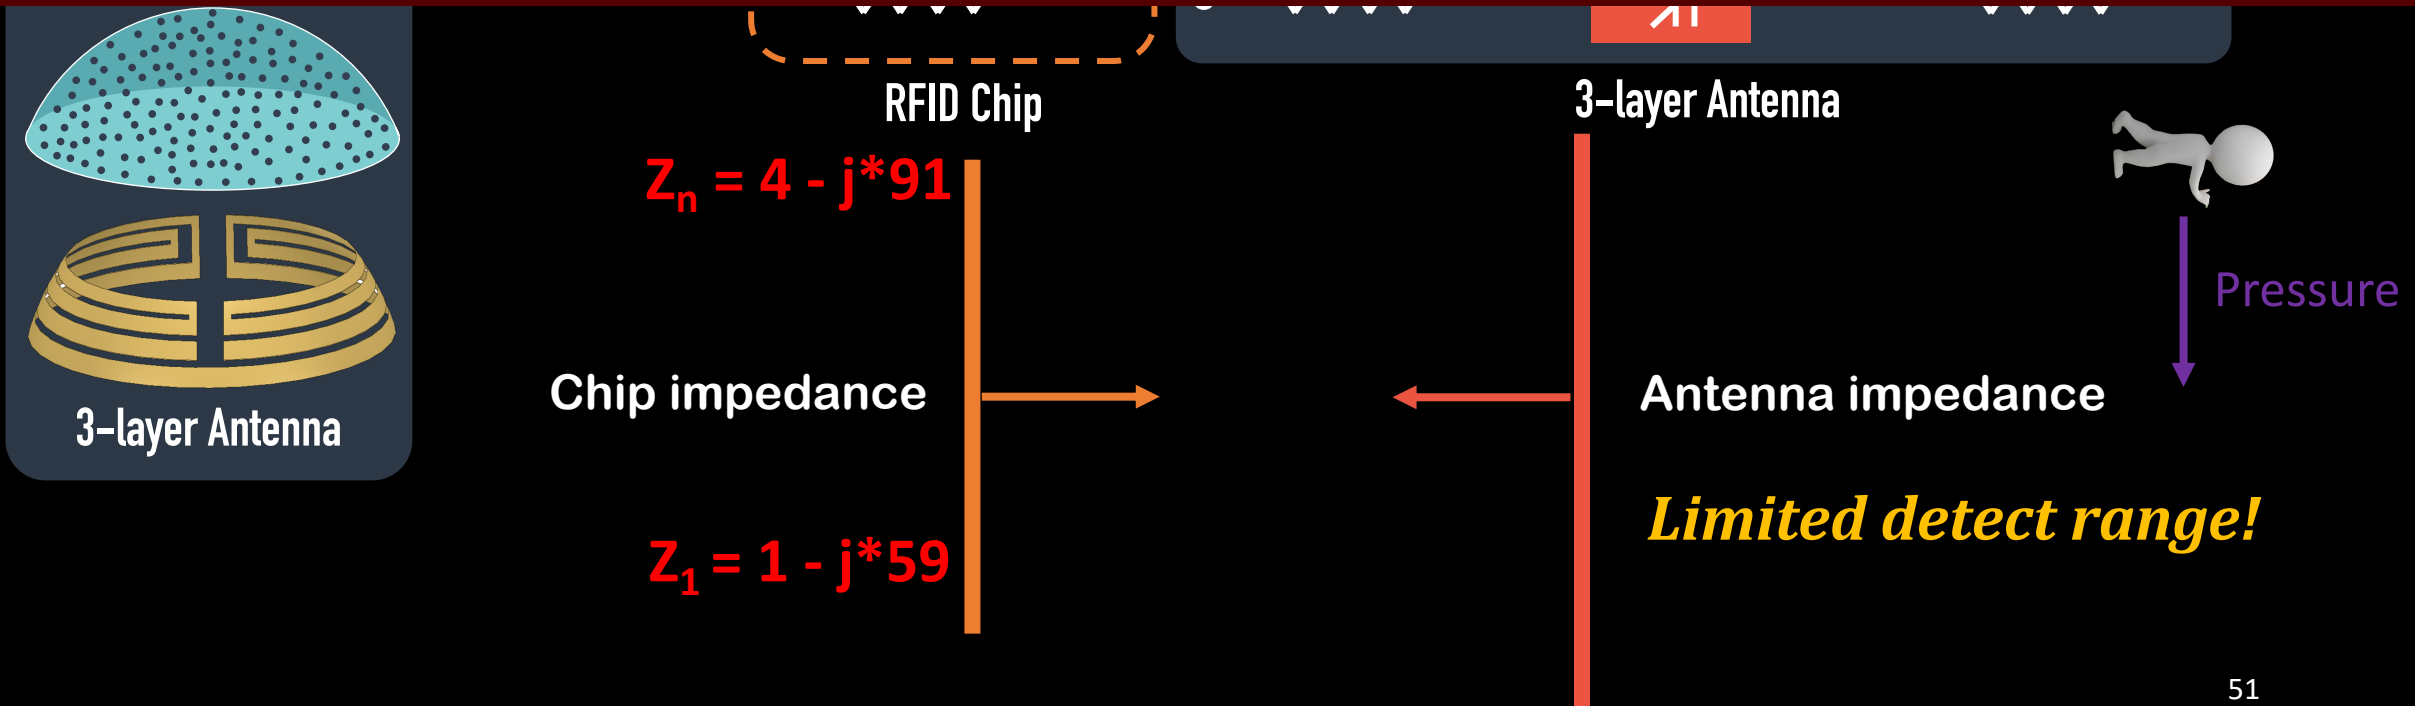 RFID Chip
3-layer Antenna
Zn = 4 - j*91
Pressure
Chip impedance
Antenna impedance
3-layer Antenna
Limited detect range!
Z1 = 1 - j*59
51